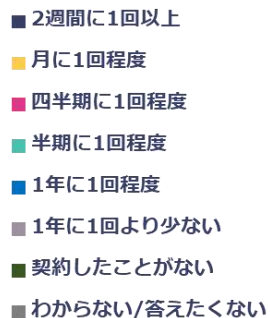 2週間に1回以上
月に1回程度
四半期に1回程度
半期に1回程度
1年に1回程度
1年に1回より少ない
契約したことがない
わからない/答えたくない